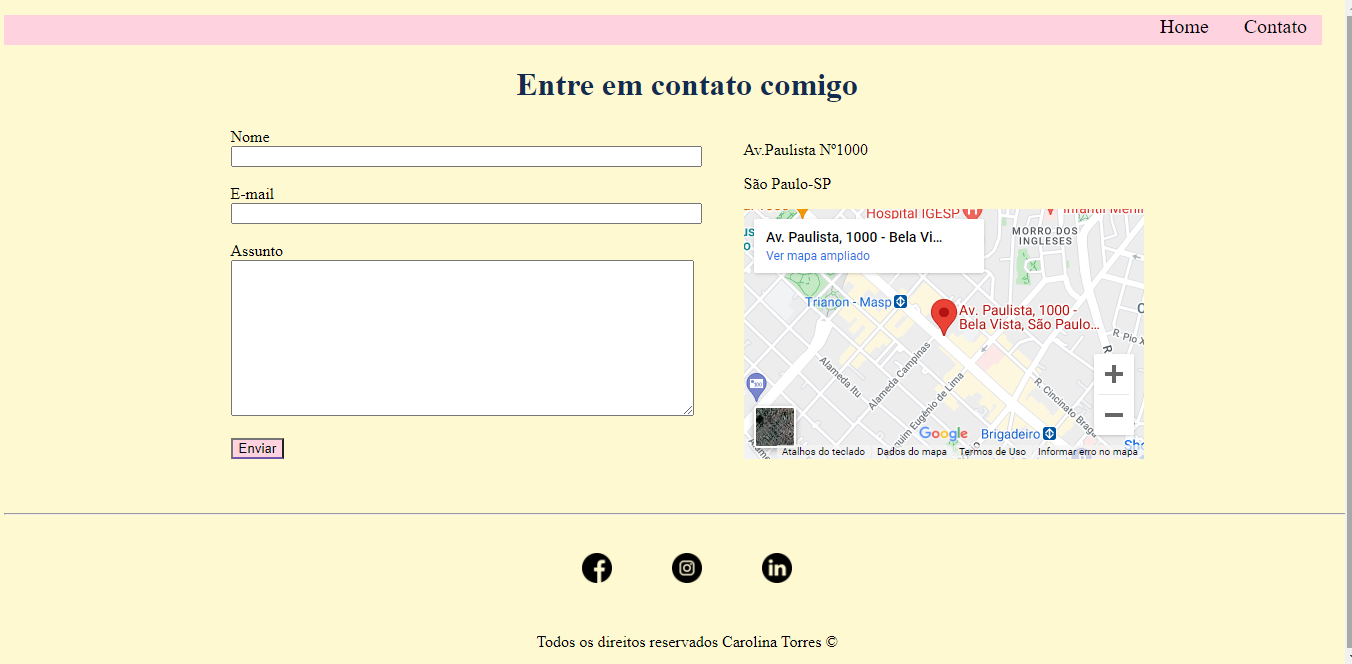 Home Contato
Entre em contato comigo
Nome
E-mail
Assunto
Enviar
Av.Paulista Nº1000
São Paulo-SP
Hospital IGESP
MORRO DOS
INGLESES
Av. Paulista, 1000 - Bela Vi...
Ver mapa ampliado
Trianon - Masp
Av. Paulista, 1000 -
Bela Vista, São Paulo...
Alameda Itu
Alameda Campinas
Eugênio de Lima
R. Cincinato Braga
Google
Brigadeiro
Atalhos do teclado Dados do mapa Termos de Uso Informar erro no mapa
Todos os direitos reservados Carolina Torres ©